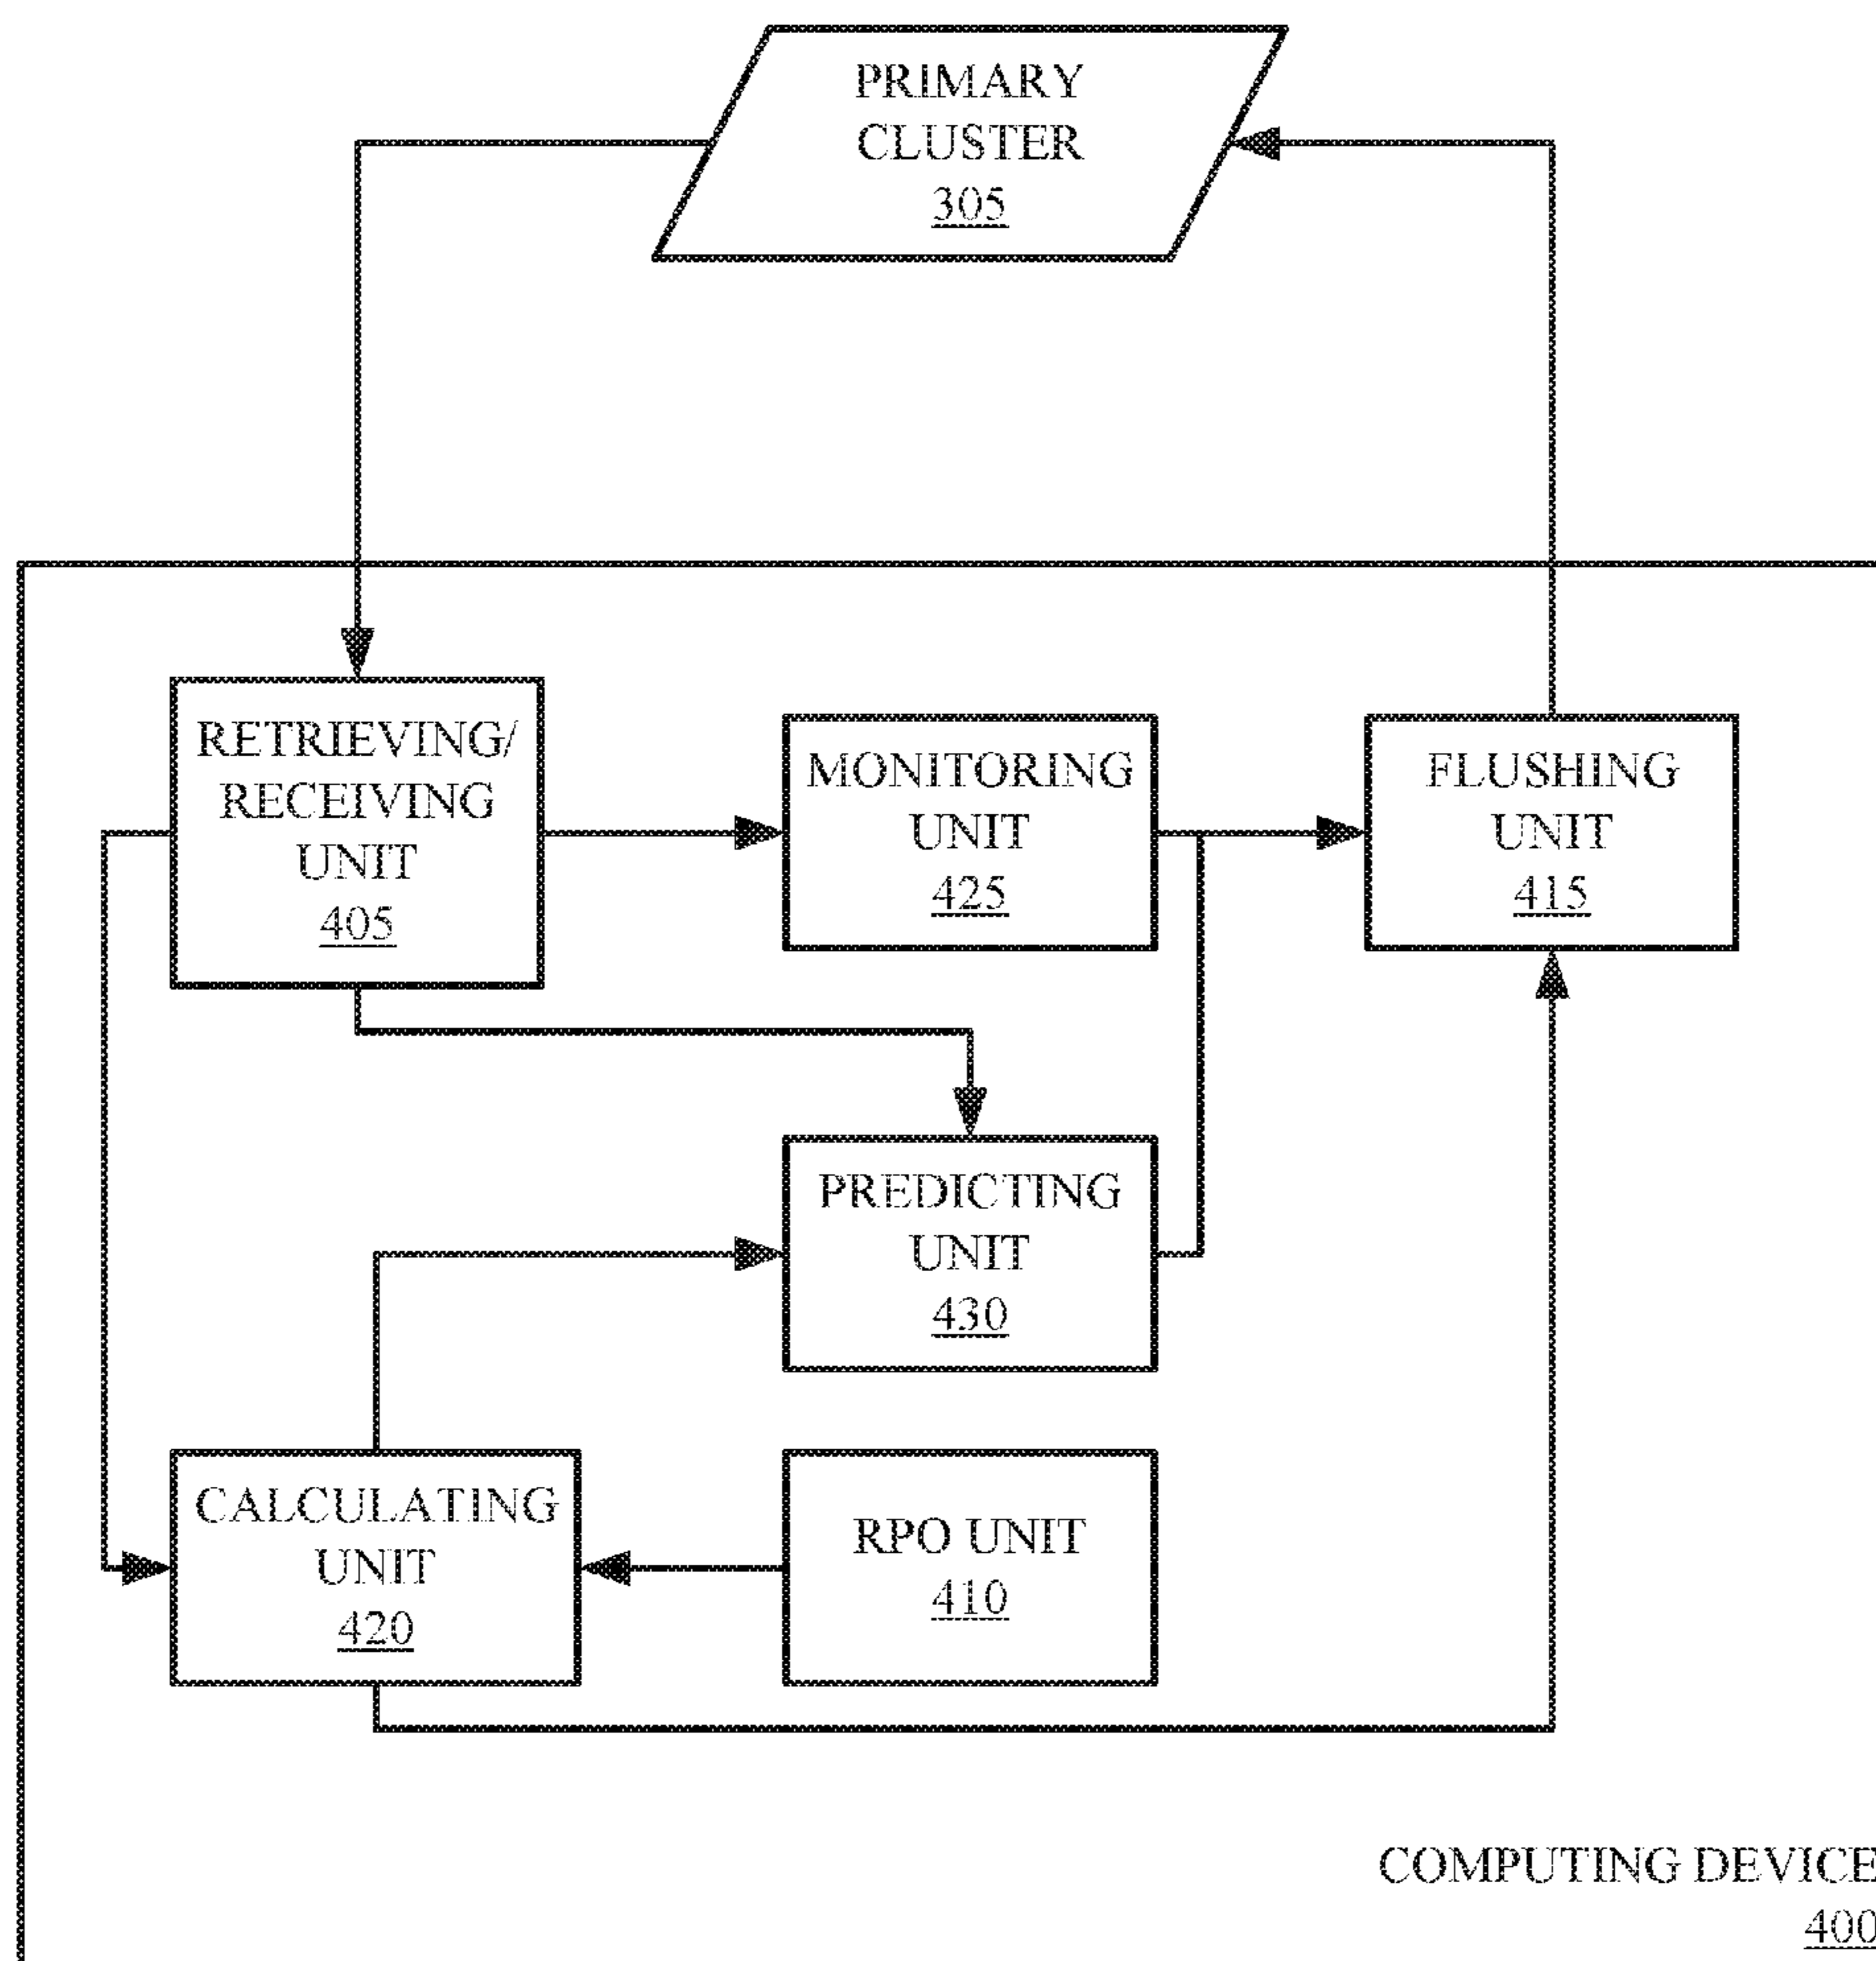 PRIMARY
CLUSTER
305
RETRIEVING/
RECEIVING
UNIT
405
MONITORING
UNIT
425
FLUSHING
UNIT
415
PREDICTING
UNIT
430
CALCULATING
UNIT
420
RPO UNIT
410
COMPUTING DEVICE
400